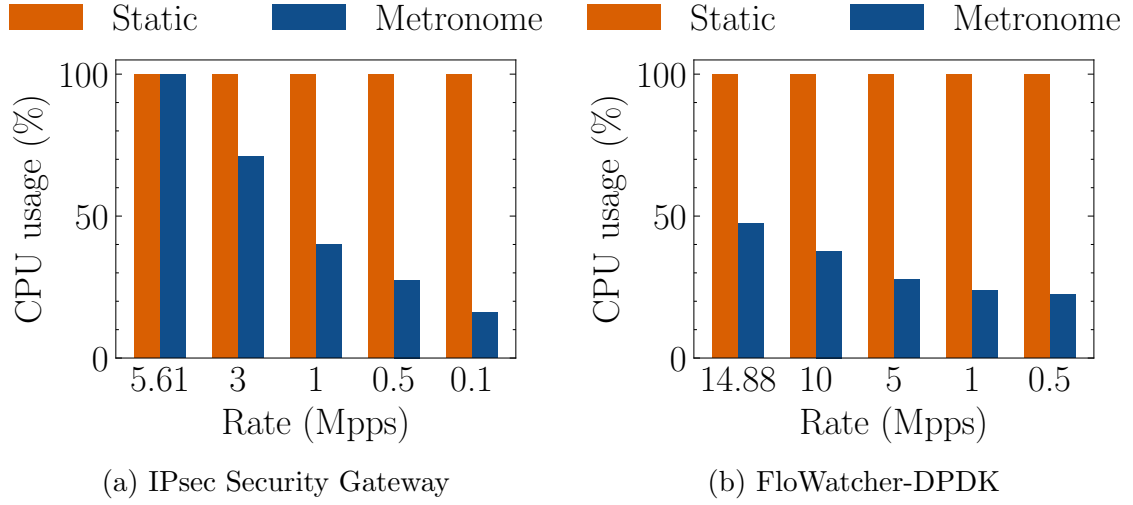 Static Metronome Static Metronome
CPU usage (%)
100
50
0
5.61 3 1 0.5 0.1
Rate (Mpps)
(a) IPsec Security Gateway
CPU usage (%)
100
50
0
14.88 10 5 1 0.5
Rate (Mpps)
(b) FloWatcher-DPDK